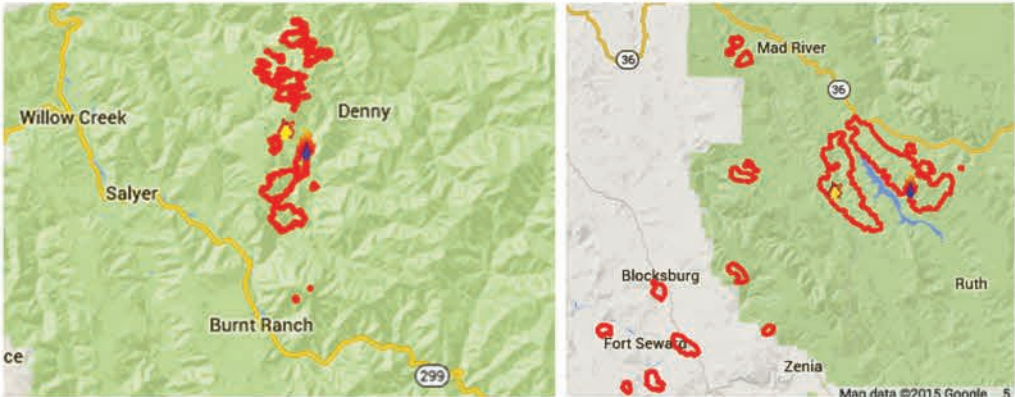 Denny
Willow Creek
Salyer
Burnt Ranch
ce
299
36
Mad River
36
Blocksburg
Ruth
Fort Seward
Zenia
Map data ©2015 Google 5